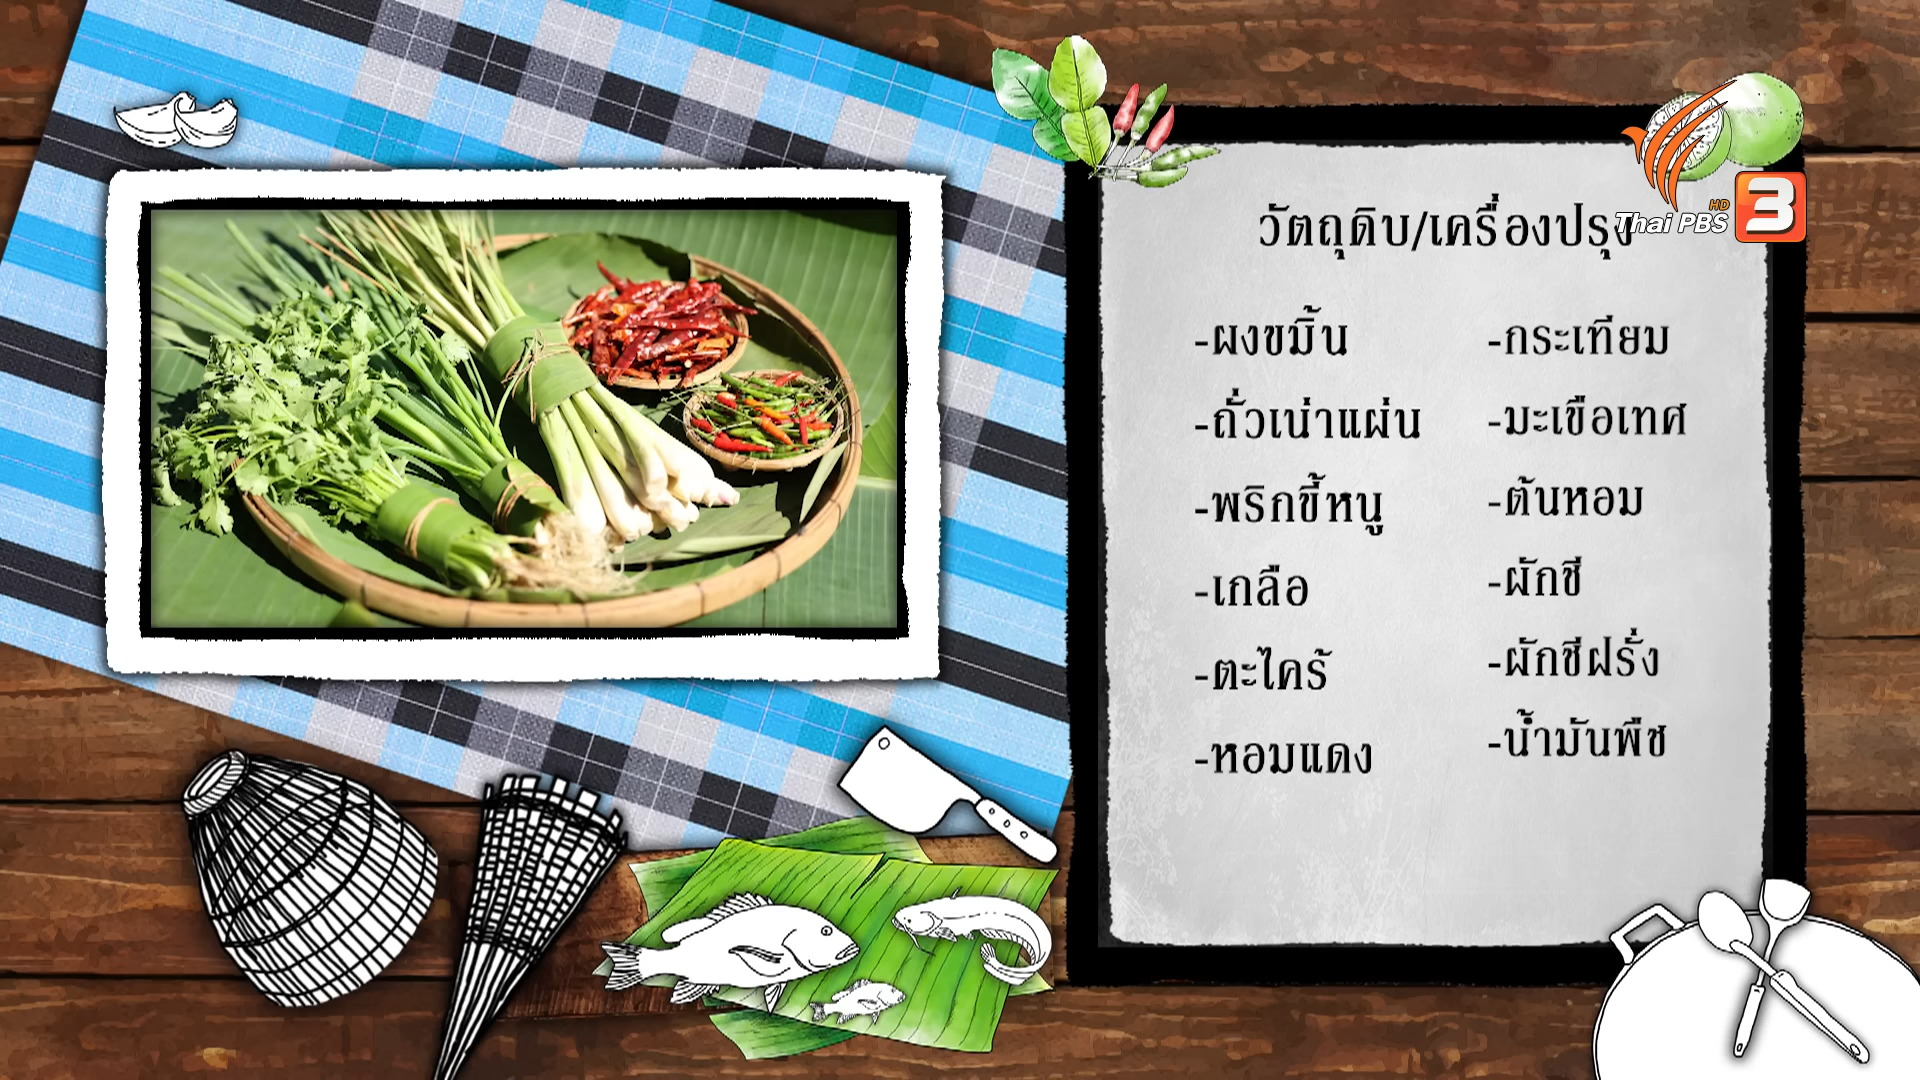 วัตถุดิบ/เครื่องปรุง
-ผงขมิ้น
-ถั่วเน่าแผ่น
-พริกขี้หนู
-เกลือ
-ตะไคร้
-หอมแดง
-กระเทียม
-มะเขือเทศ
-ต้นหอม
-ผักชี
-ผักชีฝรั่ง
-น้ำมันพืช
HD
Thai PBS 3